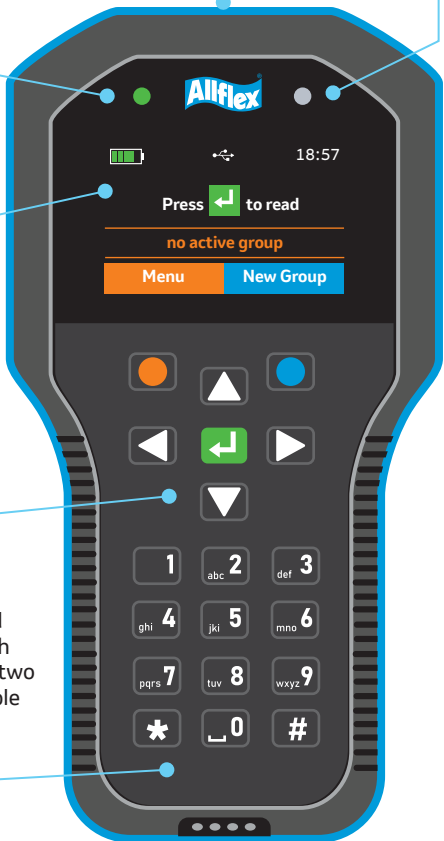 Allflex
18:57
Press to read
no active group
Menu New Group
1 abc 2 def 3
ghi 4 jkl 5 mno 6
pqrs 7 tuv 8 wxyz 9
* 0 #
two